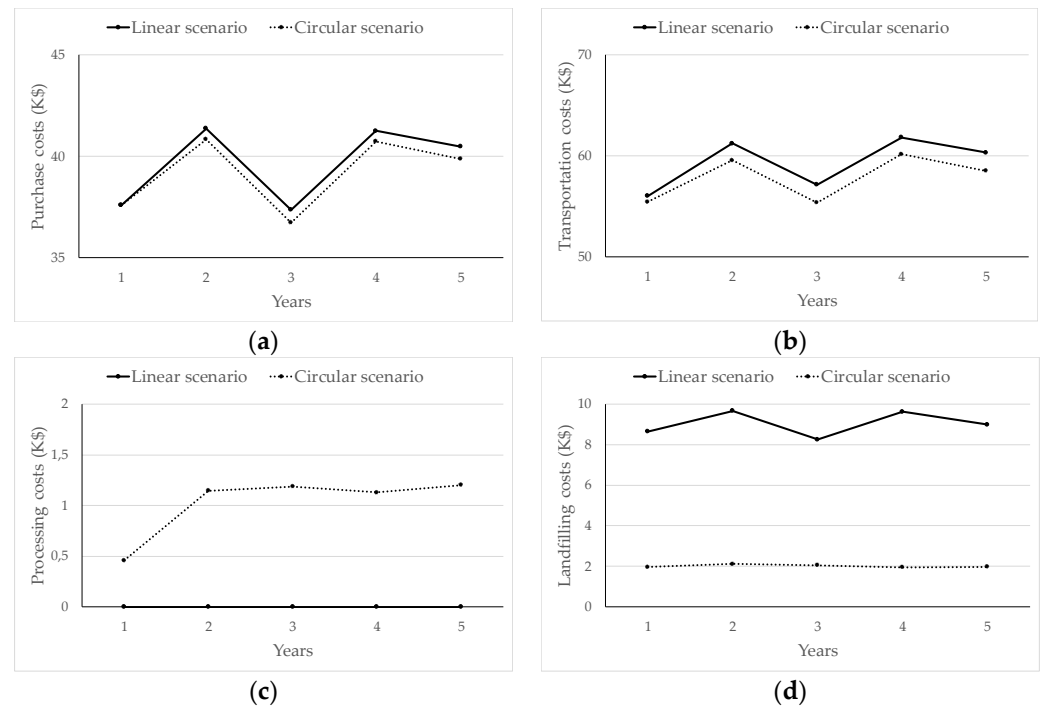 Linear scenario Circular scenario
45
40
35
Purchase costs (K$)
1 2 3 4 5
Years
(a)
Linear scenario Circular scenario
70
60
50
Transportation costs (K$)
1 2 3 4 5
Years
(b)
Linear scenario Circular scenario
2
1,5
1
0,5
0
Processing costs (K$)
1 2 3 4 5
Years
(c)
Linear scenario Circular scenario
10
8
6
4
2
0
Landfilling costs (K$)
1 2 3 4 5
Years
(d)